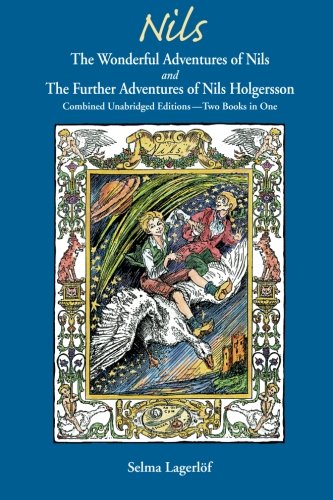 Nils
The Wonderful Adventures of Nils
and
The Further Adventures of Nils Holgersson
Combined Unabridged Editions—Two Books in One
Selma Lagerlöf